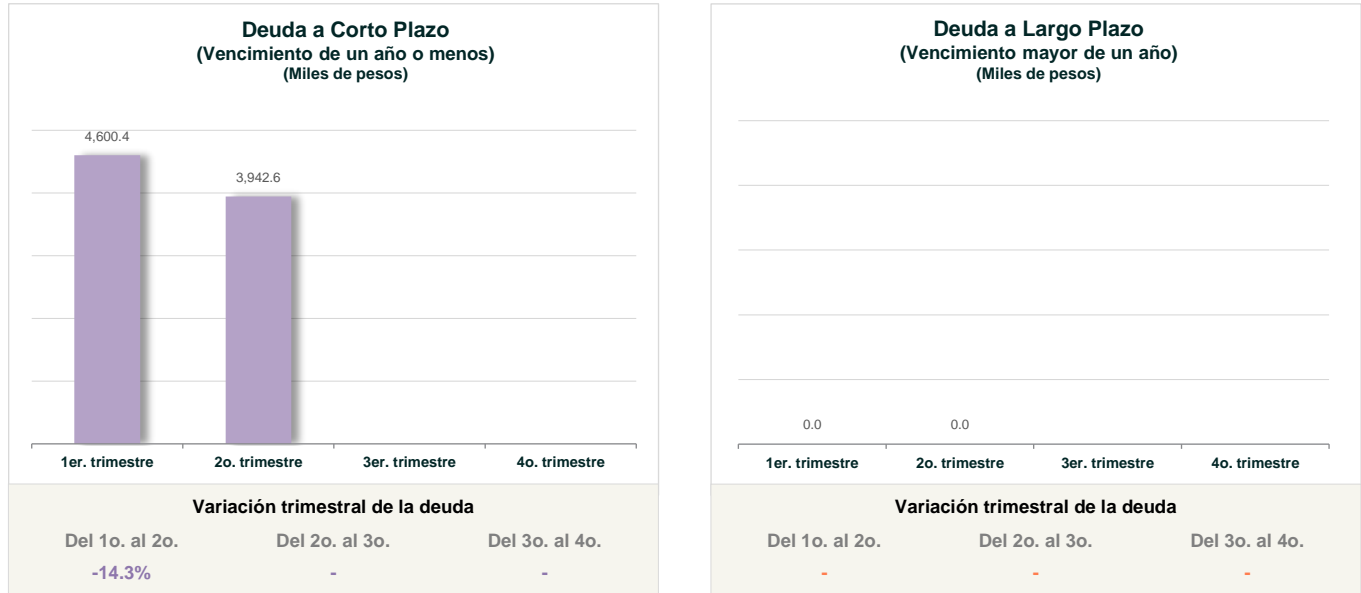 Deuda a Corto Plazo
(Vencimiento de un año o menos)
(Miles de pesos)
4,600.4
3,942.6
1er. trimestre 2o. trimestre 3er. trimestre 4o. trimestre
Variación trimestral de la deuda
Del 1o. al 2o. Del 2o. al 3o. Del 3o. al 4o.
-14.3% - -
Deuda a Largo Plazo
(Vencimiento mayor de un año)
(Miles de pesos)
0.0 0.0
1er. trimestre 2o. trimestre 3er. trimestre 4o. trimestre
Variación trimestral de la deuda
Del 1o. al 2o. Del 2o. al 3o. Del 3o. al 4o.
- - -